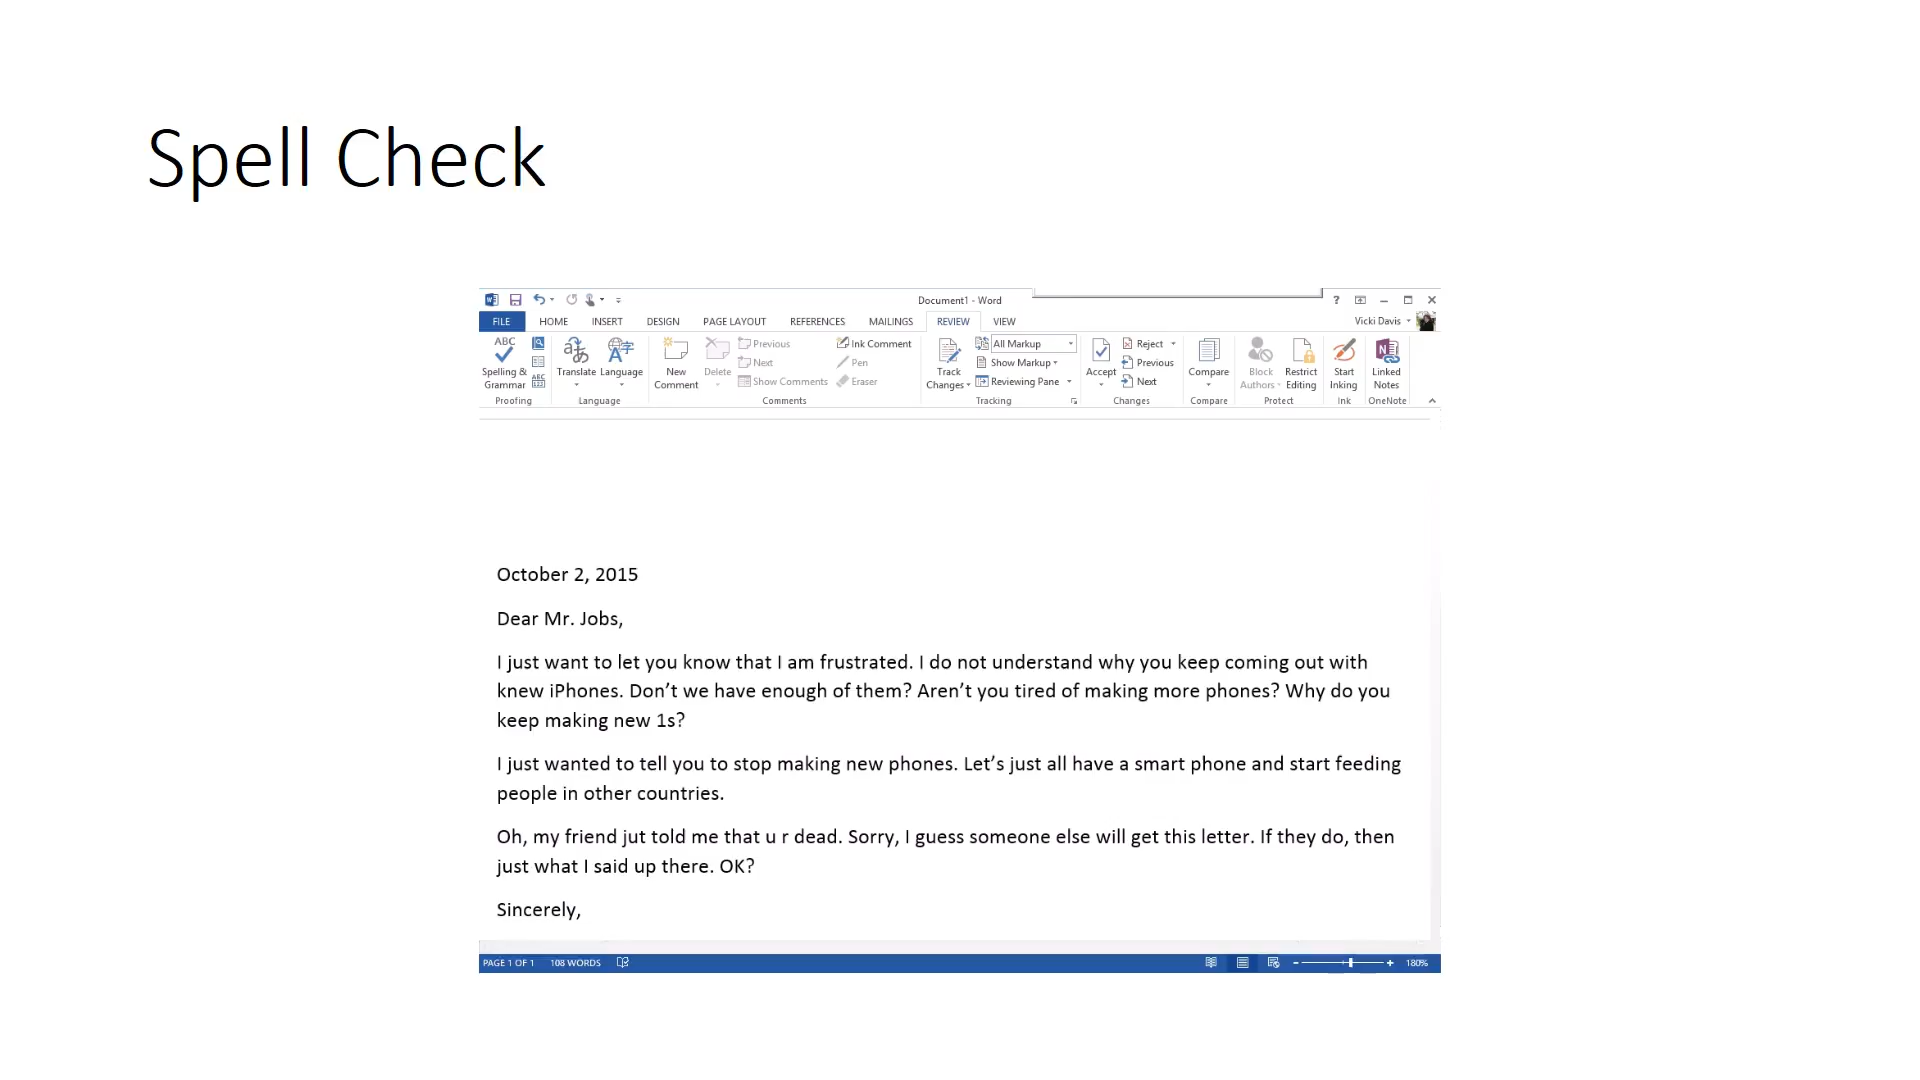 Spell Check
Document1 - Word
FILE HOME INSERT DESIGN PAGE LAYOUT REFERENCES MAILINGS REVIEW VIEW Vicki Davis
ABC Spelling & Grammar
ABC 123
Translate Language
New Comment Delete Previous Next Show Comments
Ink Comment Pen Eraser
Track Changes All Markup Show Markup Reviewing Pane
Accept Reject Previous Next
Compare
Block Authors Restrict Editing
Start Inking
Linked Notes
Proofing Language Comments Tracking Changes Compare Protect Ink OneNote
October 2, 2015
Dear Mr. Jobs,
I just want to let you know that I am frustrated. I do not understand why you keep coming out with
knew iPhones. Don’t we have enough of them? Aren’t you tired of making more phones? Why do you
keep making new 1s?
I just wanted to tell you to stop making new phones. Let’s just all have a smart phone and start feeding
people in other countries.
Oh, my friend jut told me that u r dead. Sorry, I guess someone else will get this letter. If they do, then
just what I said up there. OK?
Sincerely,
PAGE 1 OF 1 108 WORDS 180%